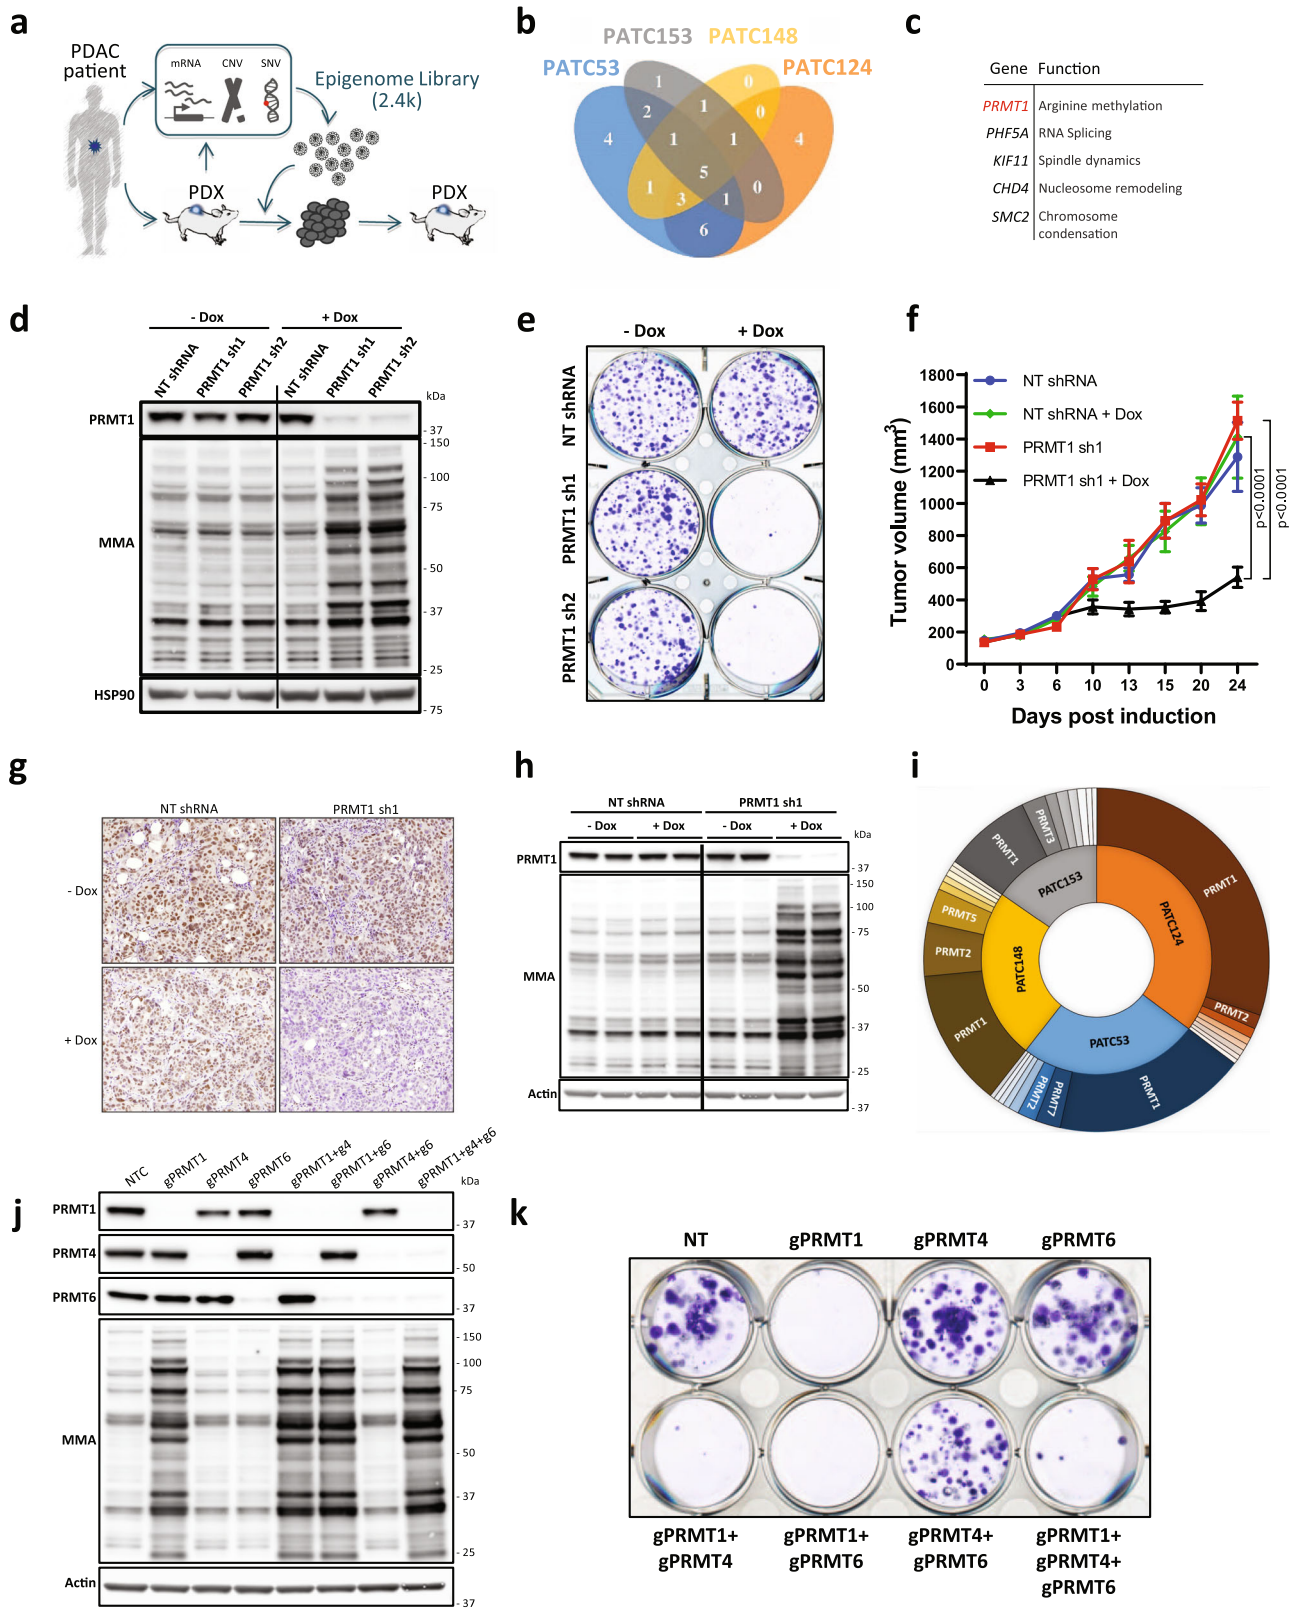 a
PDAC
patient
mRNA
CNV
SNV
Epigenome Library
(2.4k)
PDX
PDX
b
PATC153
PATC148
PATC53
PATC124
1
0
2
1
0
4
1
1
4
5
1
3
1
0
6
c
Gene
Function
PRMT1
Arginine methylation
PHF5A
RNA Splicing
KIF11
Spindle dynamics
CHD4
Nucleosome remodeling
SMC2
Chromosome
condensation
d
- Dox
+ Dox
NT shRNA
PRMT1 sh1
PRMT1 sh2
NT shRNA
PRMT1 sh1
PRMT1 sh2
kDa
PRMT1
- 37
- 150
- 100
- 75
MMA
- 50
- 37
- 25
HSP90
- 75
e
- Dox
+ Dox
NT shRNA
PRMT1 sh1
PRMT1 sh2
f
NT shRNA
NT shRNA + Dox
PRMT1 sh1
PRMT1 sh1 + Dox
Tumor volume (mm3)
1800
1600
1400
1200
1000
800
600
400
200
0
0
3
6
10
13
15
20
24
Days post induction
p<0.0001
p<0.0001
g
NT shRNA
PRMT1 sh1
- Dox
+ Dox
h
NT shRNA
PRMT1 sh1
- Dox
+ Dox
- Dox
+ Dox
kDa
PRMT1
- 37
- 150
- 100
- 75
MMA
- 50
- 37
- 25
Actin
- 37
i
PRMT1
PRMT3
PATC153
PRMT1
PATC124
PRMT2
PRMT5
PRMT2
PATC148
PRMT1
PATC53
PRMT2
PRMT7
PRMT1
j
NTC
gPRMT1
gPRMT4
gPRMT6
gPRMT1+g4
gPRMT1+g6
gPRMT4+g6
gPRMT1+g4+g6
kDa
PRMT1
- 37
PRMT4
- 50
PRMT6
- 37
- 150
- 100
- 75
MMA
- 50
- 37
- 25
Actin
- 37
k
NT
gPRMT1
gPRMT4
gPRMT6
gPRMT1+
gPRMT4
gPRMT1+
gPRMT6
gPRMT4+
gPRMT6
gPRMT1+
gPRMT4+
gPRMT6